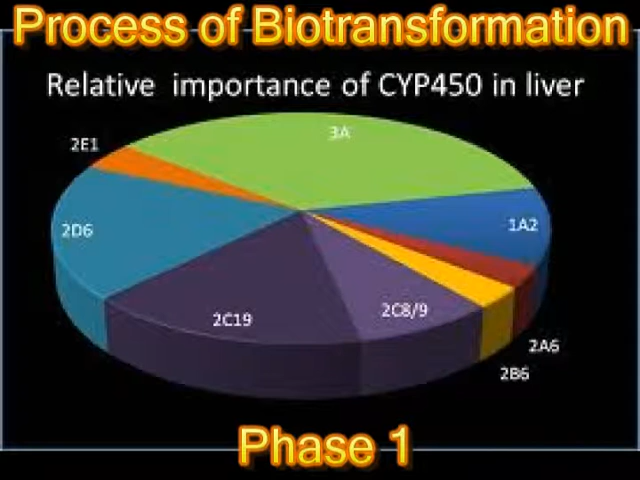 Process of Biotransformation
Relative importance of CYP450 in liver
3A
2E1
1A2
2D6
2C8/9
2C19
2A6
2B6
Phase 1